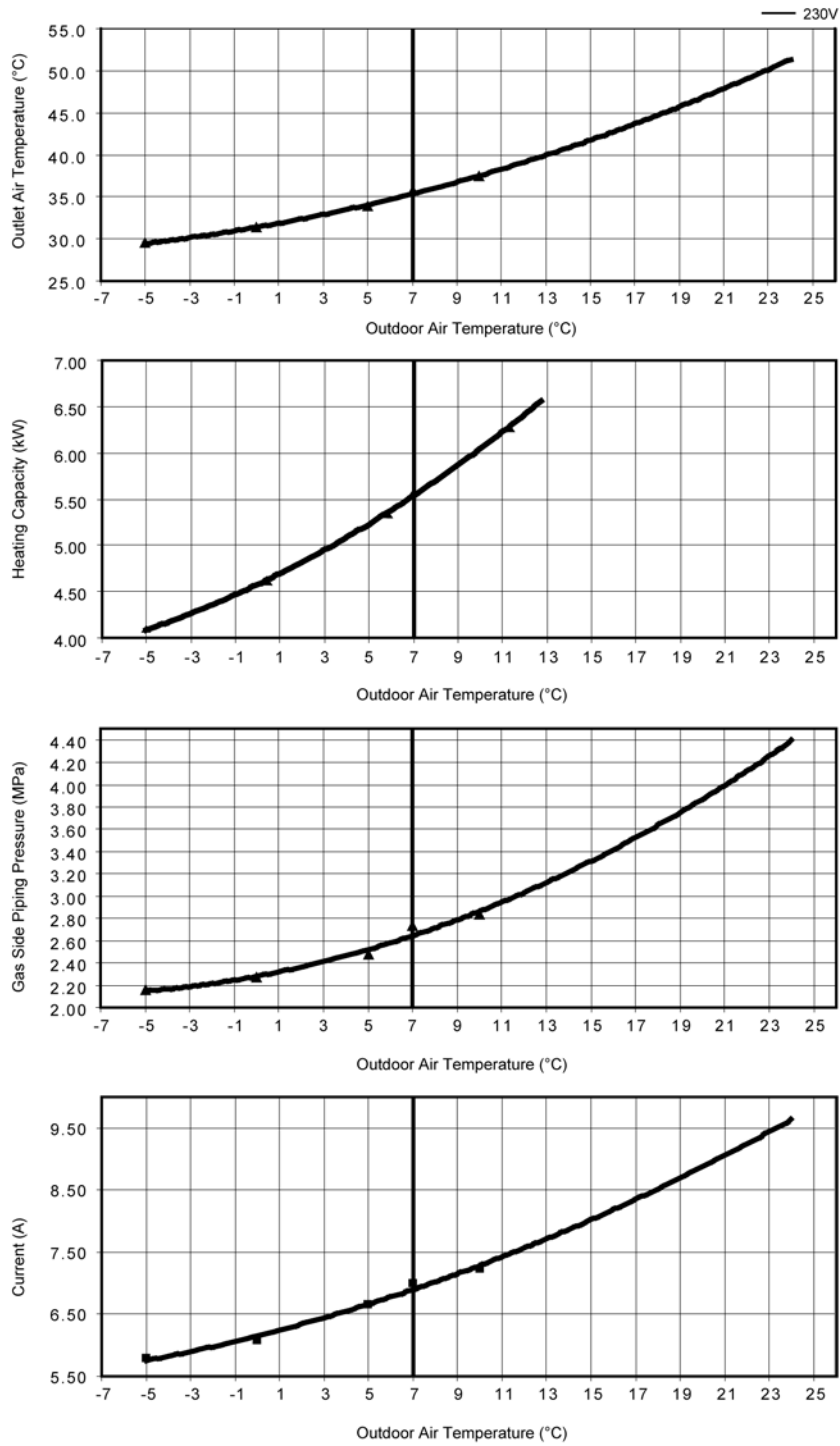 230V
Outlet Air Temperature (°C)
55.0
50.0
45.0
40.0
35.0
30.0
25.0
-7 -5 -3 -1 1 3 5 7 9 11 13 15 17 19 21 23 25
Outdoor Air Temperature (°C)
Heating Capacity (kW)
7.00
6.50
6.00
5.50
5.00
4.50
4.00
-7 -5 -3 -1 1 3 5 7 9 11 13 15 17 19 21 23 25
Outdoor Air Temperature (°C)
Gas Side Piping Pressure (MPa)
4.40
4.20
4.00
3.80
3.60
3.40
3.20
3.00
2.80
2.60
2.40
2.20
2.00
-7 -5 -3 -1 1 3 5 7 9 11 13 15 17 19 21 23 25
Outdoor Air Temperature (°C)
Current (A)
9.50
8.50
7.50
6.50
5.50
-7 -5 -3 -1 1 3 5 7 9 11 13 15 17 19 21 23 25
Outdoor Air Temperature (°C)